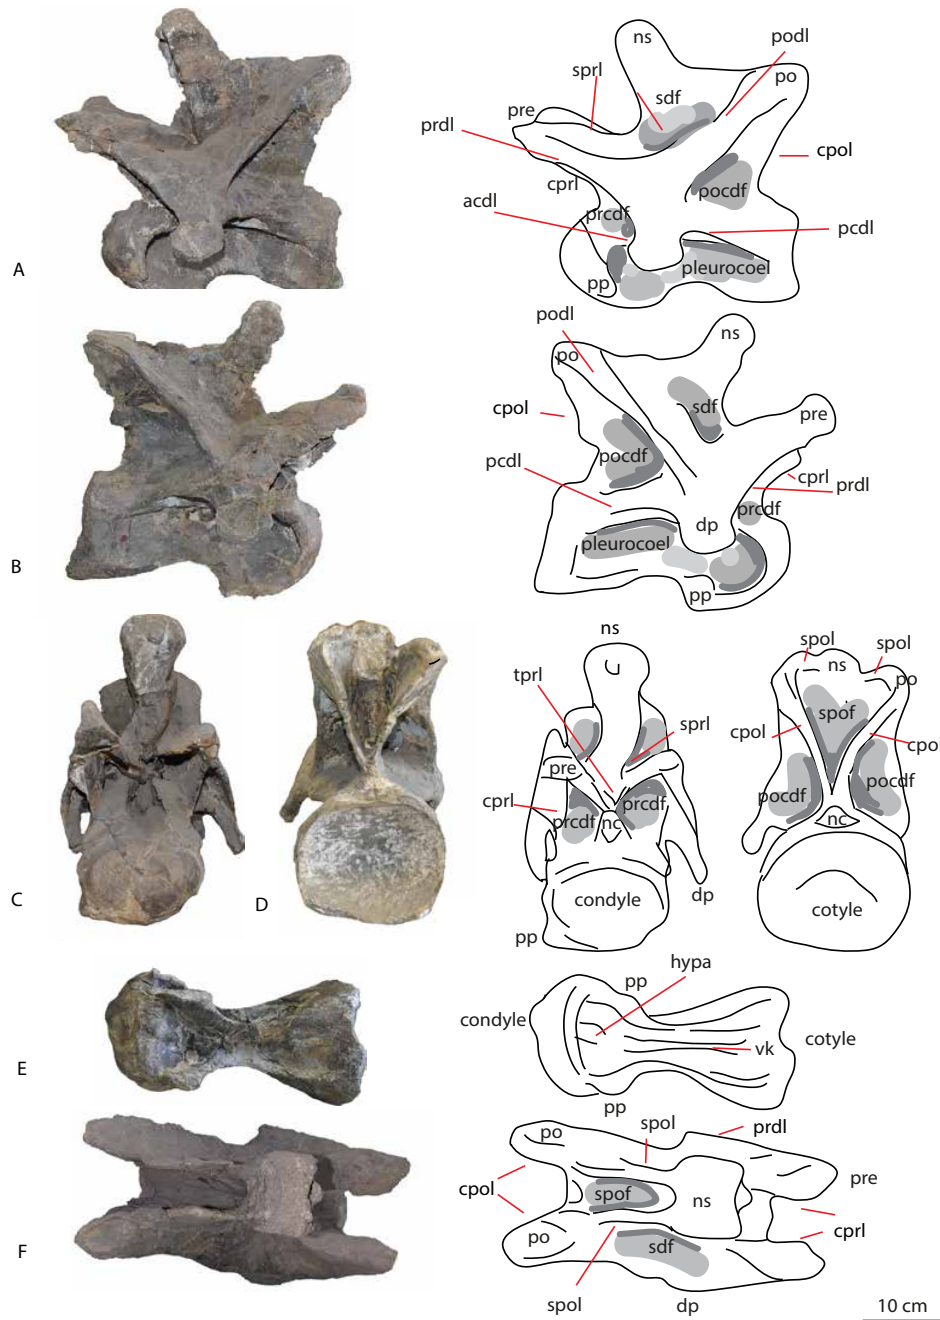 ns
podl
po
sprl
sdf
pre
prdl
cpol
cprl
pocdf
acdl
prcdf
pcdl
pp
pleurocoel
A
podl
ns
po
cpol
sdf
pre
pocdf
pcdl
cprl
prdl
prcdf
dp
pleurocoel
pp
B
ns
tprl
sprl
pre
cprl
prcdf
prcdf
nc
condyle
dp
pp
spol
ns
spol
po
spof
cpol
cpol
pocdf
pocdf
nc
cotyle
C
D
hypa
pp
condyle
cotyle
vk
pp
E
po
spol
prdl
cpol
spof
ns
pre
po
sdf
cprl
spol
dp
F
10 cm